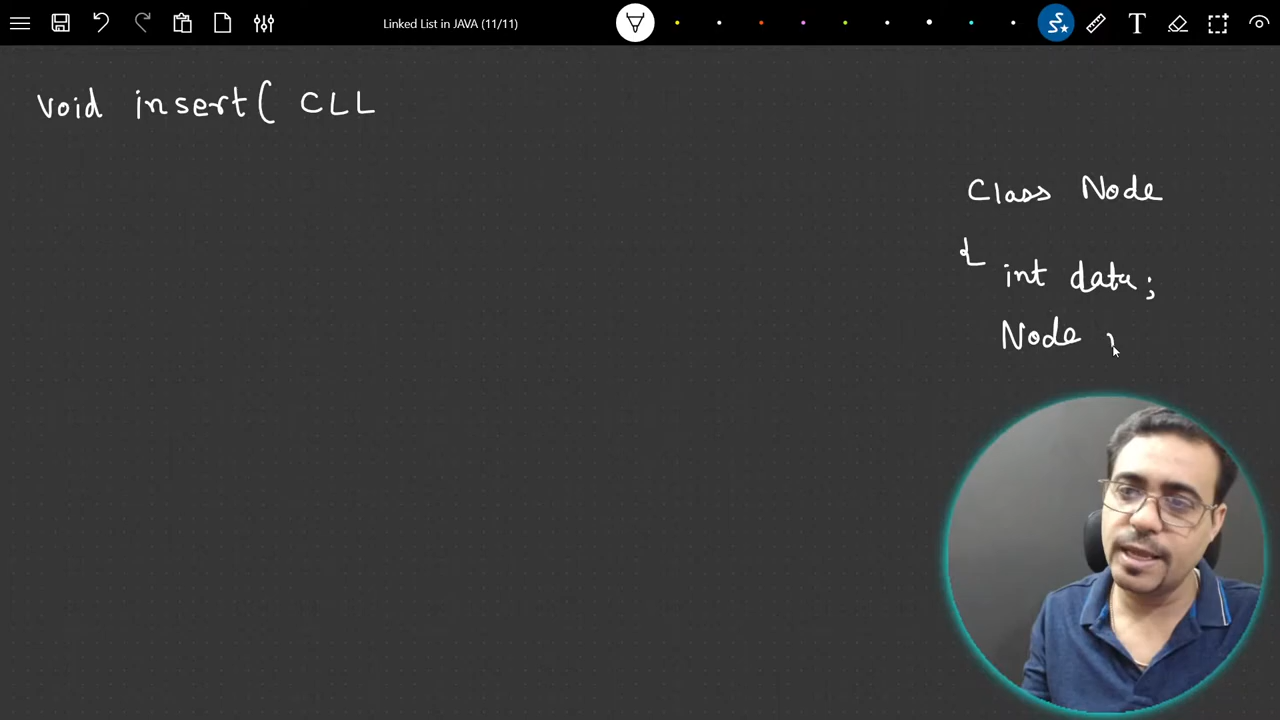 Linked List in JAVA (11/11)
void insert( CLL
Class Node
{
int data;
Node